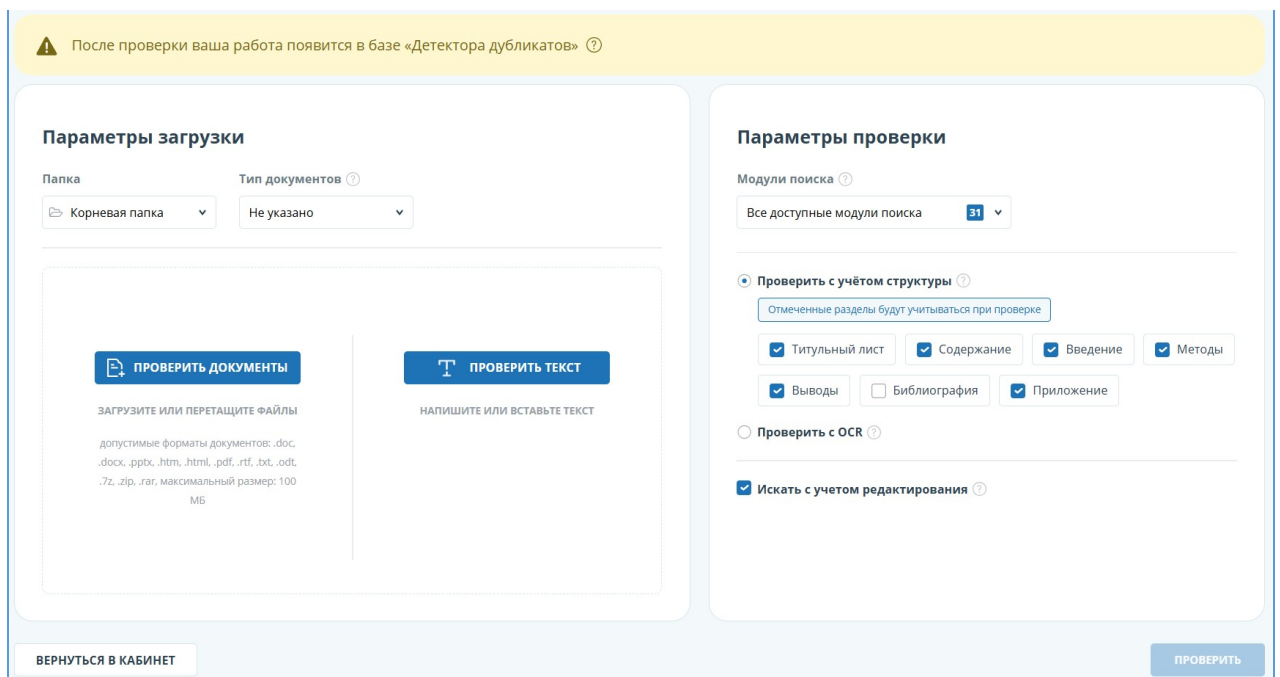 После проверки ваша работа появится в базе «Детектора дубликатов» ?
Параметры загрузки
Папка
Тип документов ?
Корневая папка
Не указано
ПРОВЕРИТЬ ДОКУМЕНТЫ
ЗАГРУЗИТЕ ИЛИ ПЕРЕТАЩИТЕ ФАЙЛЫ
допустимые форматы документов: .doc,
.docx, .pptx, .htm, .html, .pdf, .rtf, .txt, .odt,
.7z, .zip, .rar, максимальный размер: 100
МБ
T ПРОВЕРИТЬ ТЕКСТ
НАПИШИТЕ ИЛИ ВСТАВЬТЕ ТЕКСТ
Параметры проверки
Модули поиска ?
Все доступные модули поиска 31
Проверить с учётом структуры ?
Отмеченные разделы будут учитываться при проверке
Титульный лист
Содержание
Введение
Методы
Выводы
Библиография
Приложение
Проверить с OCR ?
Искать с учетом редактирования ?
ВЕРНУТЬСЯ В КАБИНЕТ
ПРОВЕРИТЬ